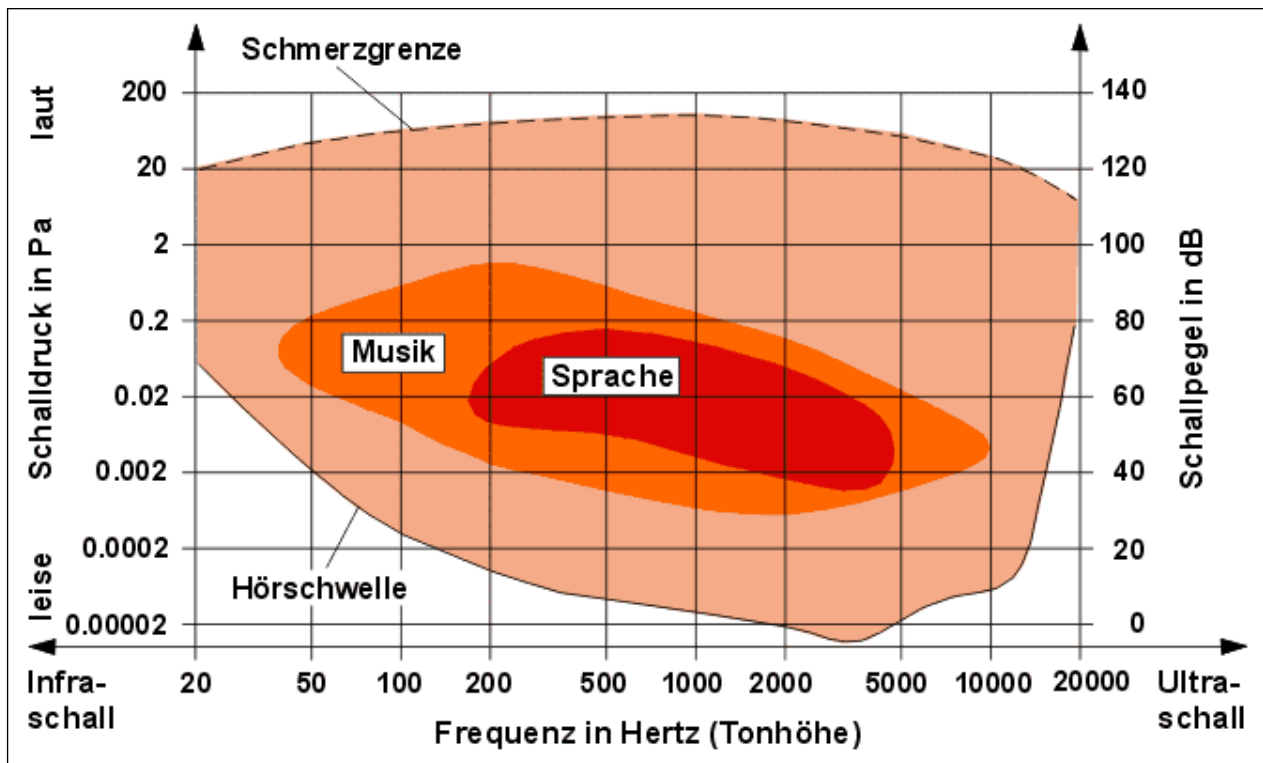 Schmerzgrenze
laut
200
20
2
0.2
0.02
0.002
0.0002
0.00002
Schalldruck in Pa
leise
140
120
100
80
60
40
20
0
Schallpegel in dB
Musik
Sprache
Hörschwelle
Infra-
schall
20 50 100 200 500 1000 2000 5000 10000 20000
Ultra-
schall
Frequenz in Hertz (Tonhöhe)